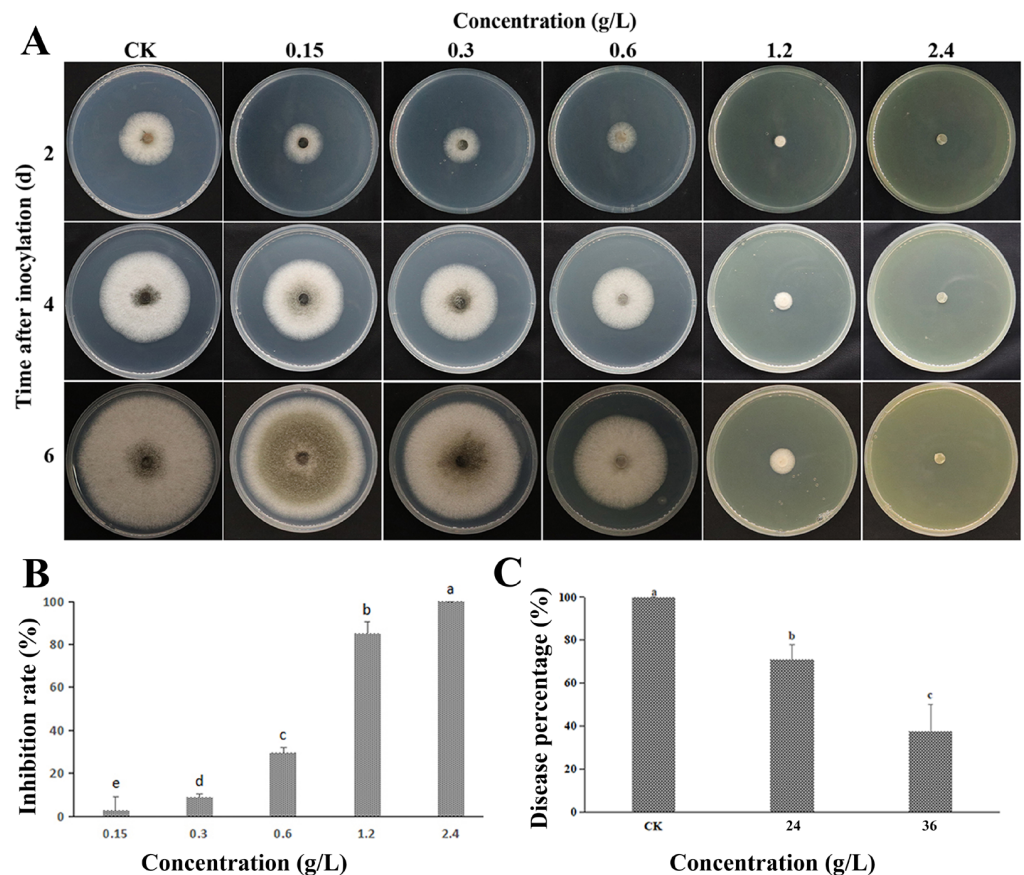 A
Concentration (g/L)
CK 0.15 0.3 0.6 1.2 2.4
Time after inocylation (d)
2
4
6
B
Inhibition rate (%)
100
80
60
40
20
0
e d c b a
0.15 0.3 0.6 1.2 2.4
Concentration (g/L)
C
Disease percentage (%)
100
80
60
40
20
0
a b c
CK 24 36
Concentration (g/L)